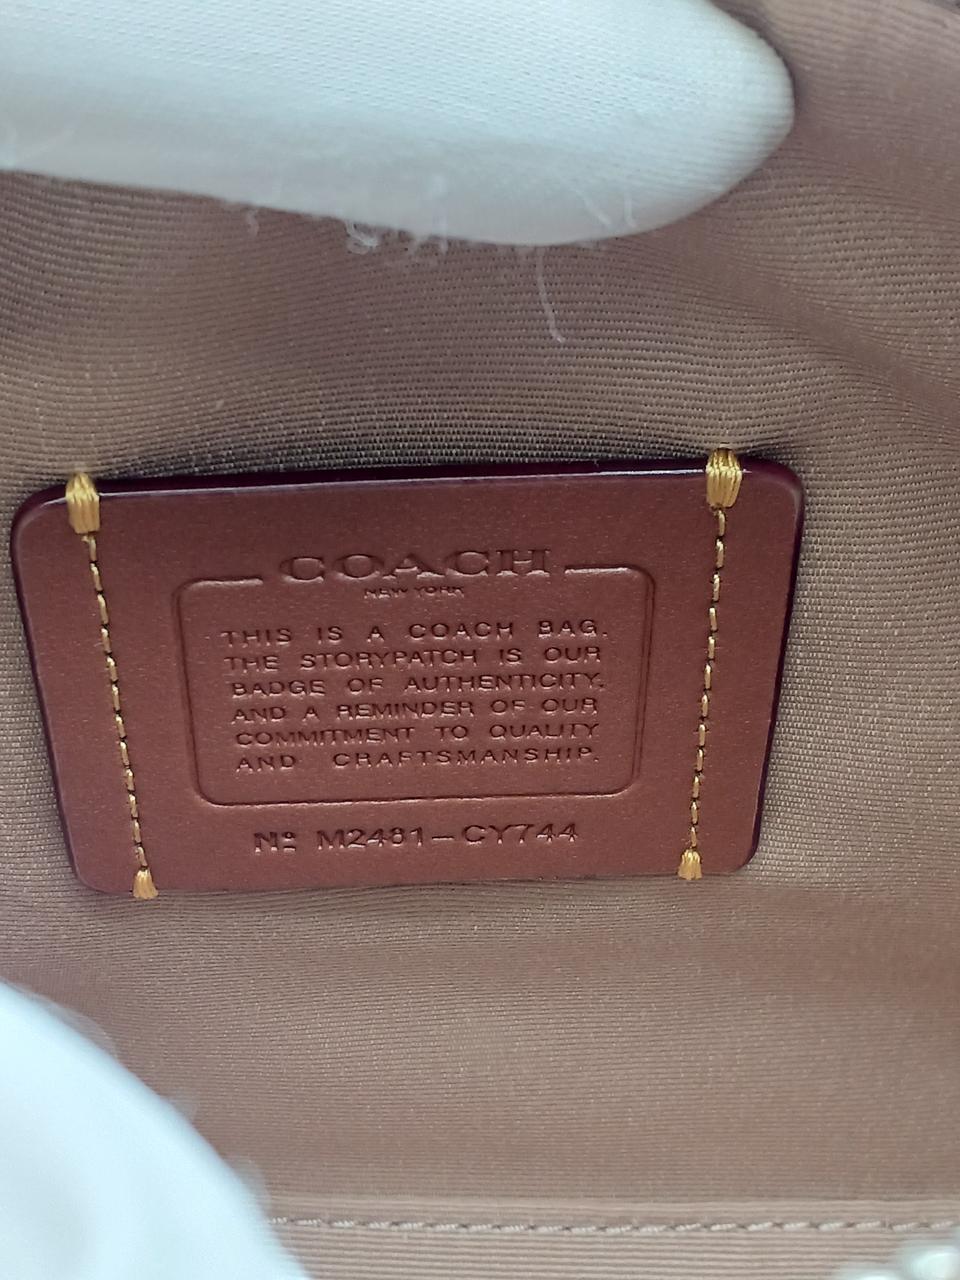 COACH
NEW YORK
THIS IS A COACH BAG.
THE STORYPATCH IS OUR
BADGE OF AUTHENTICITY,
AND A REMINDER OF OUR
COMMITMENT TO QUALITY
AND CRAFTSMANSHIP.
Nº M2481-CY744